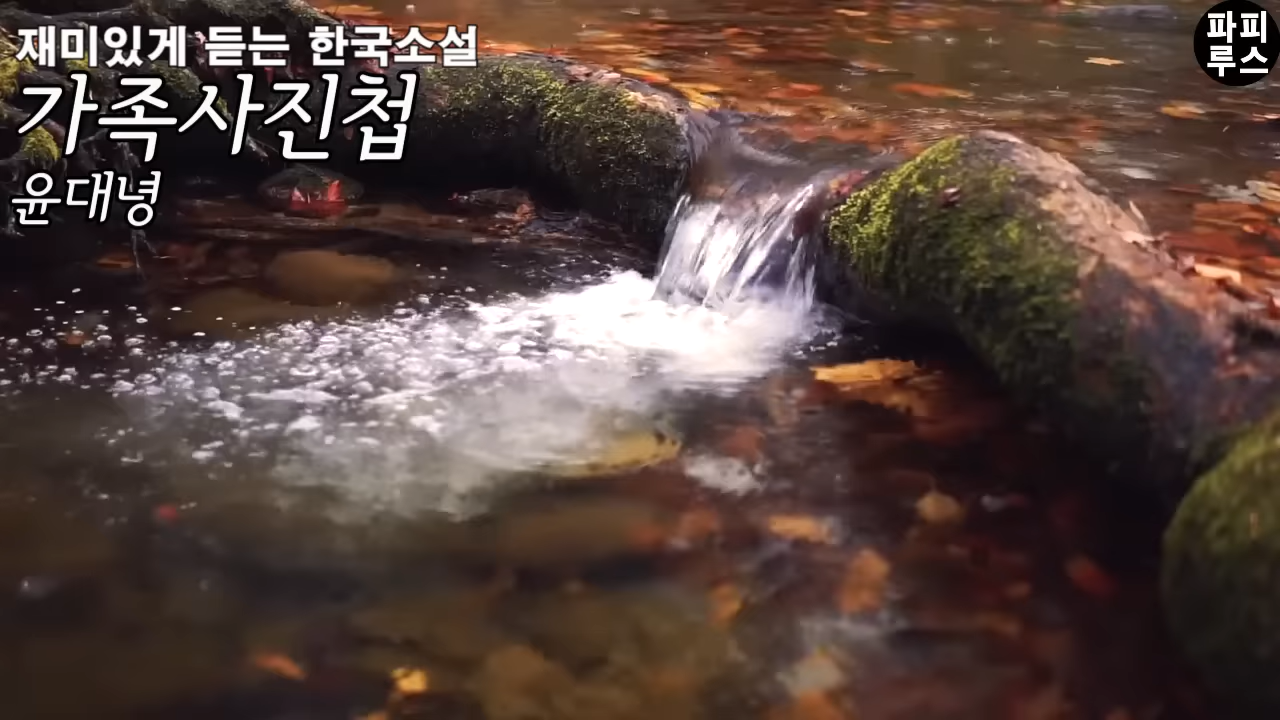 재미있게 듣는 한국소설
가족사진첩
윤대녕
파피
루스